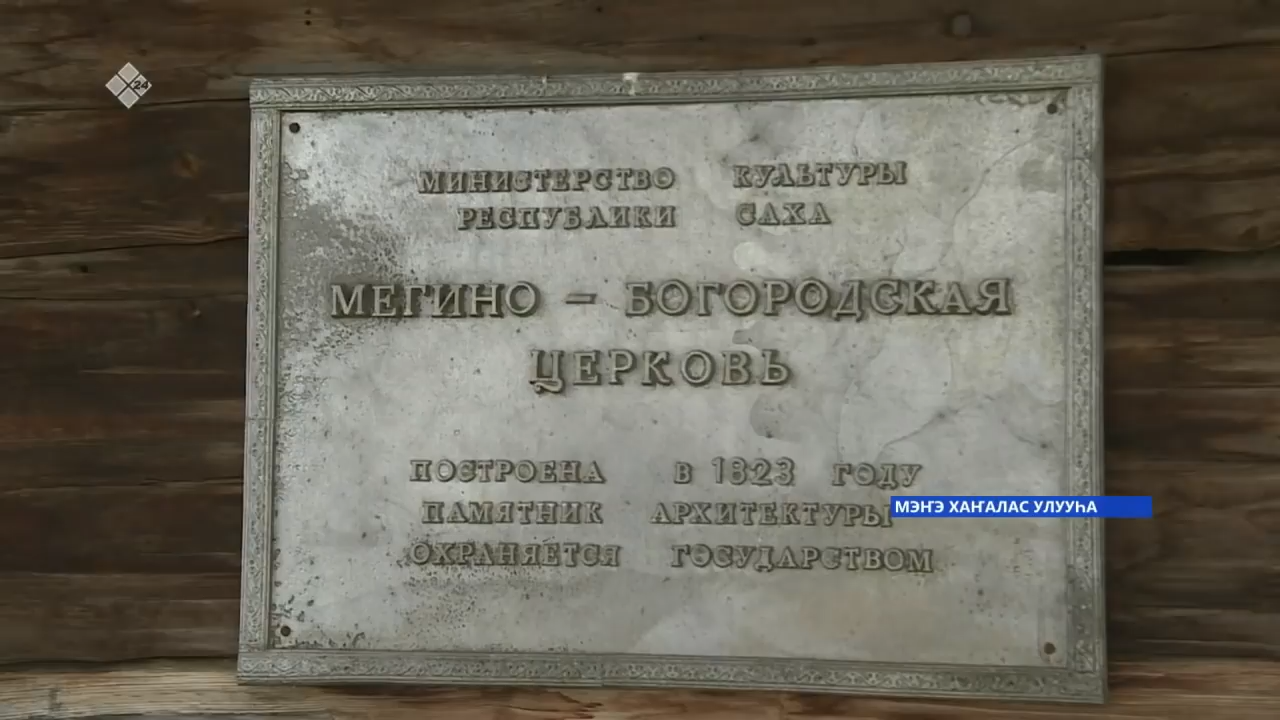 24
МИНИСТЕРСТВО КУЛЬТУРЫ
РЕСПУБЛИКИ САХА
МЕГИНО - БОГОРОДСКАЯ
ЦЕРКОВЬ
ПОСТРОЕНА В 1823 ГОДУ
ПАМЯТНИК АРХИТЕКТУРЫ
МЭҤЭ ХАҤАЛАС УЛУУҺА
ОХРАНЯЕТСЯ ГОСУДАРСТВОМ